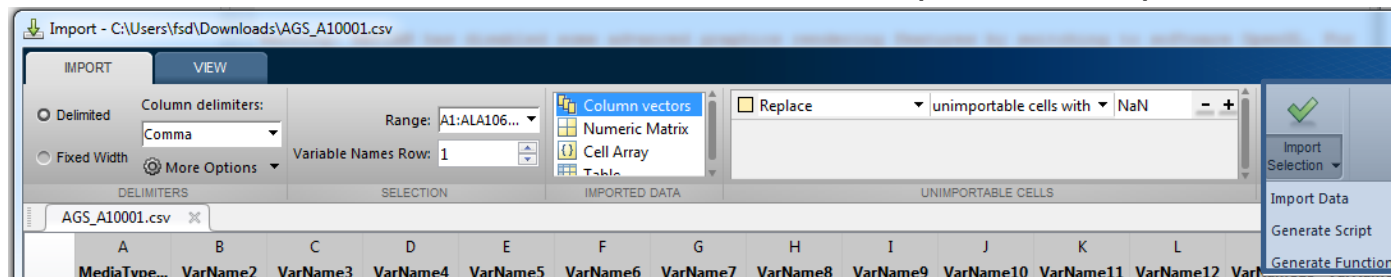 Import - C:\Users\fsd\Downloads\AGS_A10001.csv
IMPORT VIEW
Delimited
Column delimiters:
Comma
Fixed Width
More Options
DELIMITERS
Range: A1:ALA106...
Variable Names Row: 1
SELECTION
Column vectors
Numeric Matrix
Cell Array
Table
IMPORTED DATA
Replace unimportable cells with NaN - +
UNIMPORTABLE CELLS
Import
Selection
Import Data
Generate Script
Generate Function
AGS_A10001.csv
A B C D E F G H I J K L
MediaType... VarName2 VarName3 VarName4 VarName5 VarName6 VarName7 VarName8 VarName9 VarName10 VarName11 VarName12